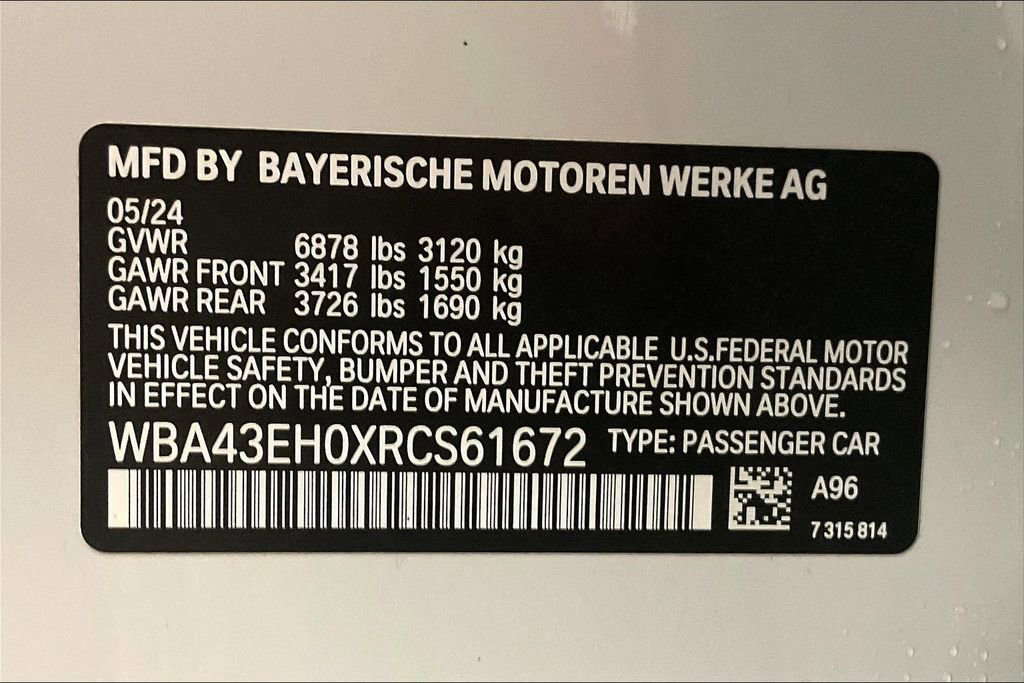 MFD BY BAYERISCHE MOTOREN WERKE AG
05/24
GVWR 6878 lbs 3120 kg
GAWR FRONT 3417 lbs 1550 kg
GAWR REAR 3726 lbs 1690 kg
THIS VEHICLE CONFORMS TO ALL APPLICABLE U.S.FEDERAL MOTOR
VEHICLE SAFETY, BUMPER AND THEFT PREVENTION STANDARDS
IN EFFECT ON THE DATE OF MANUFACTURE SHOWN ABOVE.
WBA43EH0XRCS61672 TYPE: PASSENGER CAR
A96
7 315 814